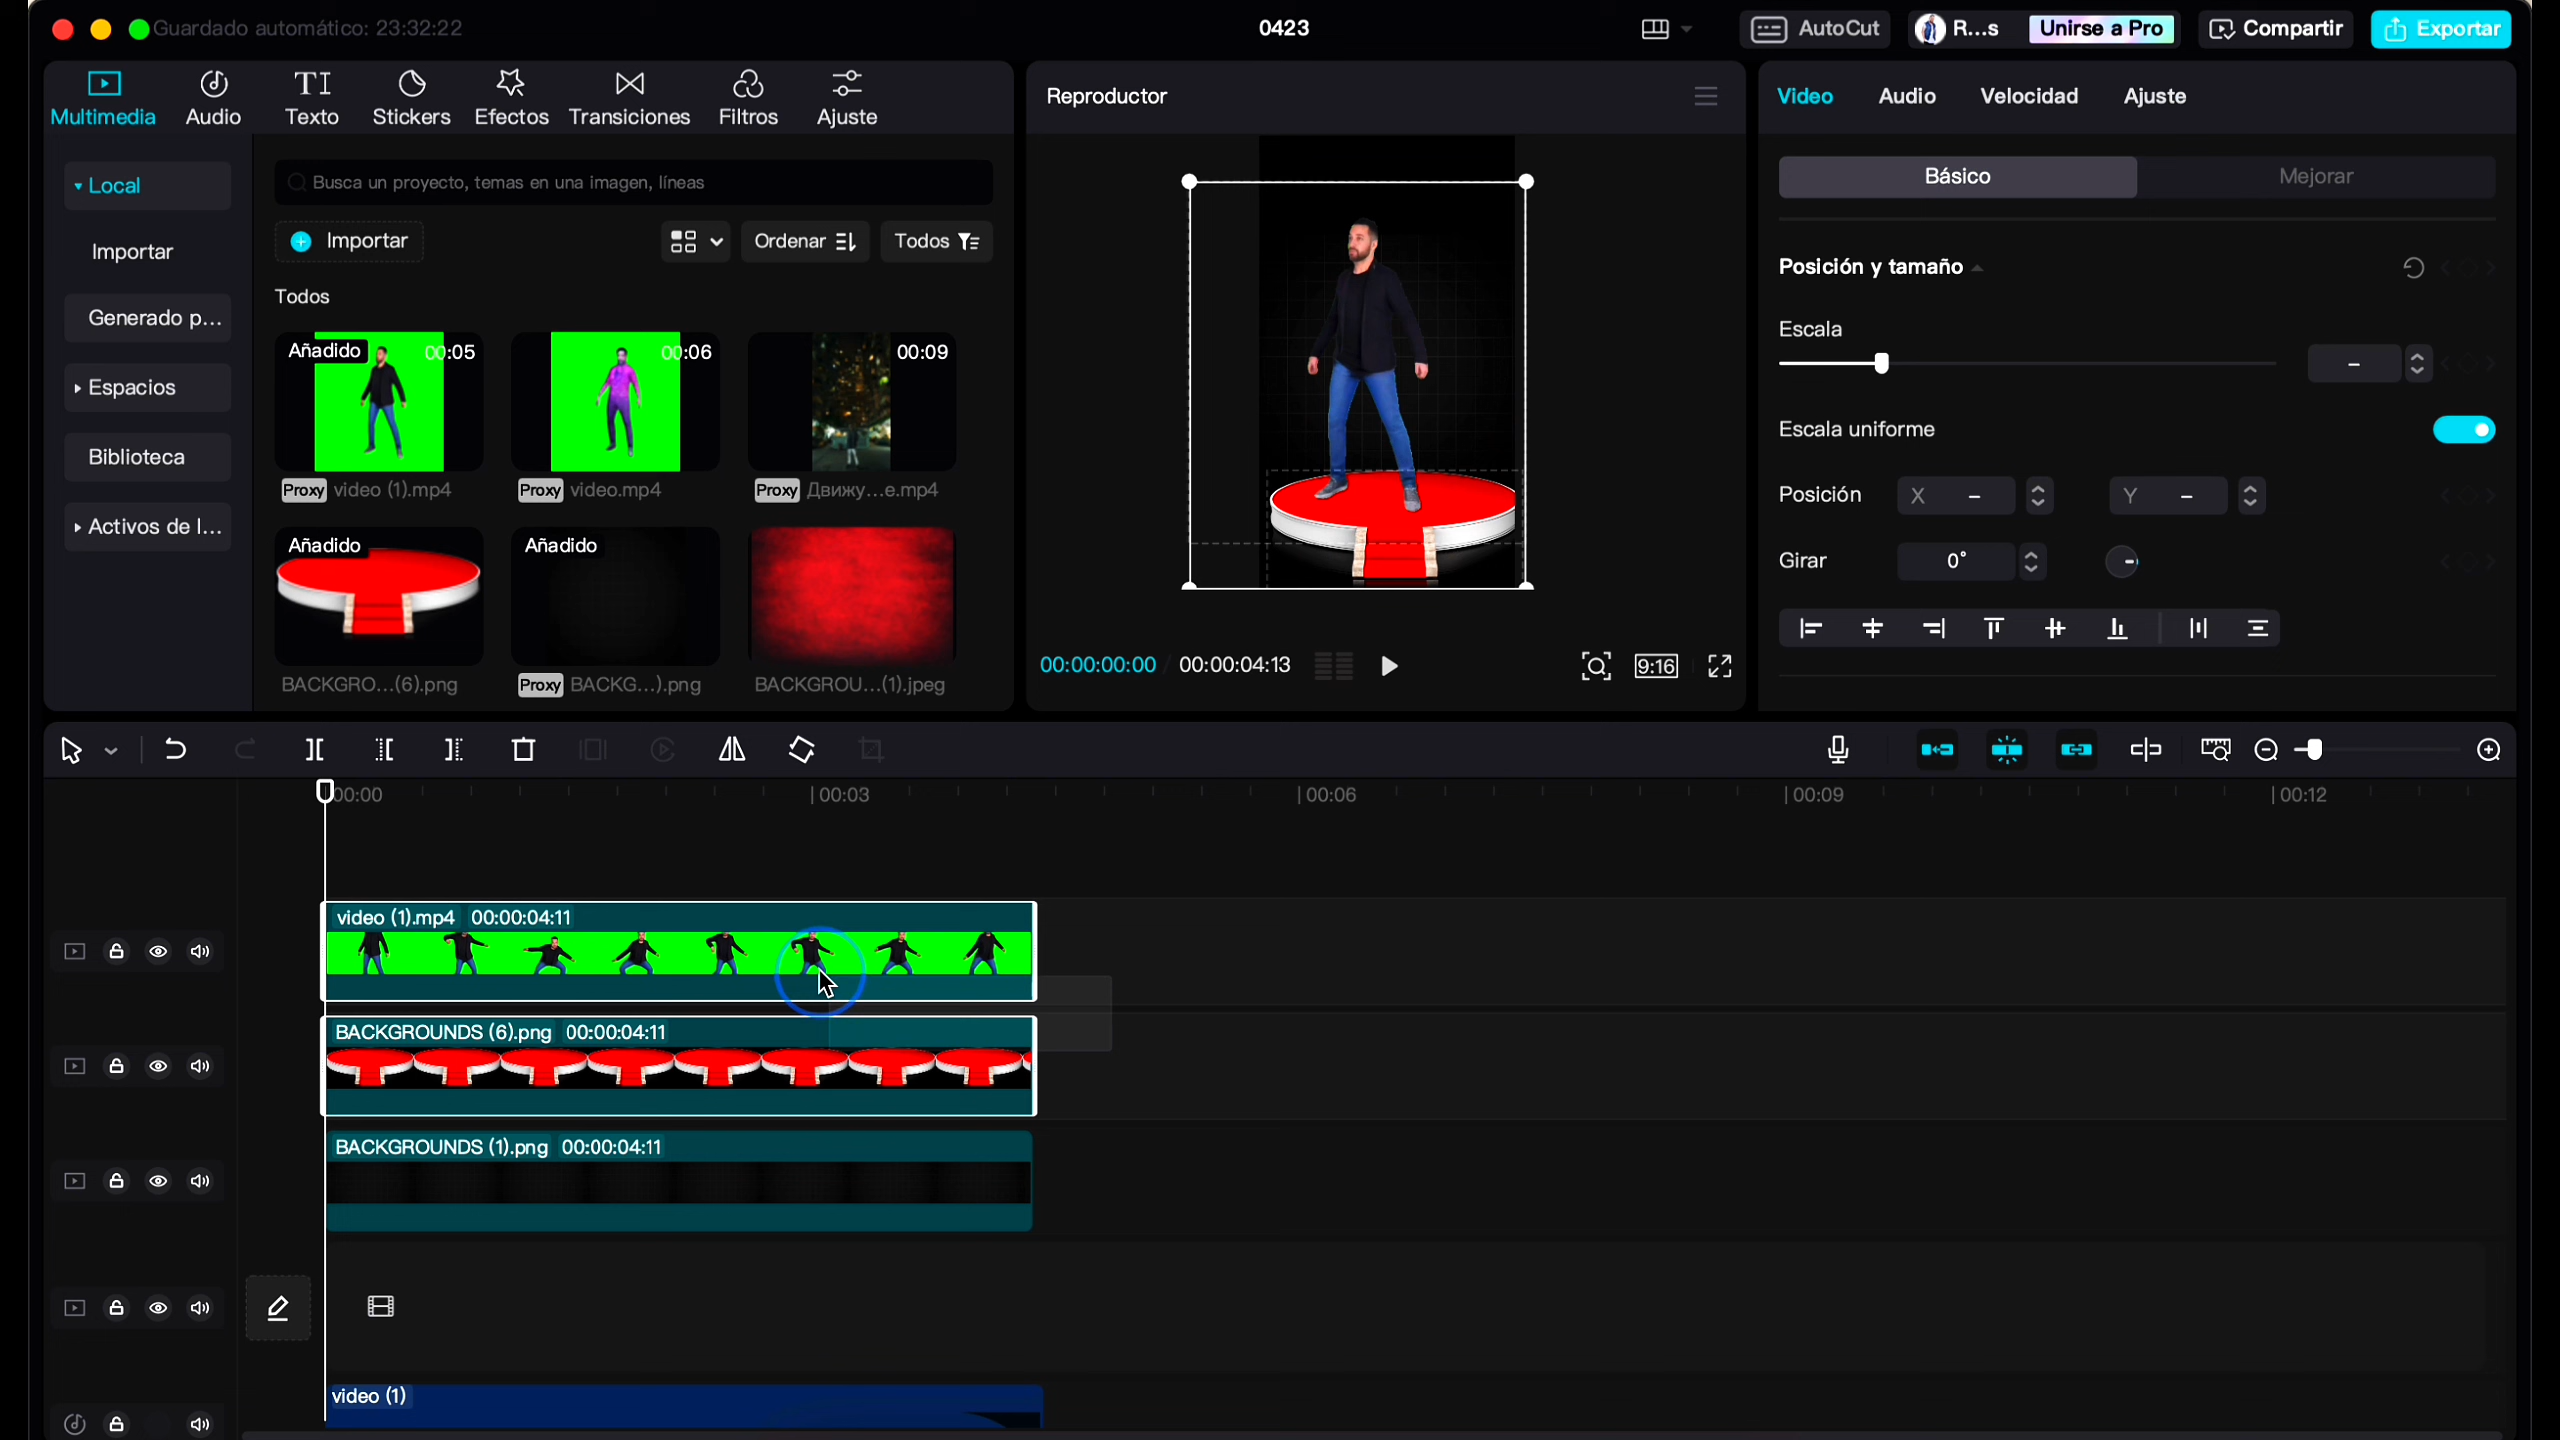 Guardado automático: 23:32:22
0423
AutoCut
R...s
Unirse a Pro
Compartir
Exportar
Multimedia
Audio
TI
Texto
Stickers
Efectos
Transiciones
Filtros
Ajuste
Local
Importar
Generado p...
Espacios
Biblioteca
Activos de l...
Busca un proyecto, temas en una imagen, líneas
Importar
Ordenar
Todos
Todos
Añadido
00:05
00:06
00:09
Proxy video (1).mp4
Proxy video.mp4
Proxy Движу...e.mp4
Añadido
Añadido
BACKGRO...(6).png
Proxy BACKG...).png
BACKGROU...(1).jpeg
Reproductor
00:00:00:00 / 00:00:04:13
9:16
Video
Audio
Velocidad
Ajuste
Básico
Mejorar
Posición y tamaño
Escala
–
Escala uniforme
Posición
X –
Y –
Girar
0°
00:00
00:03
00:06
00:09
00:12
video (1).mp4 00:00:04:11
BACKGROUNDS (6).png 00:00:04:11
BACKGROUNDS (1).png 00:00:04:11
video (1)